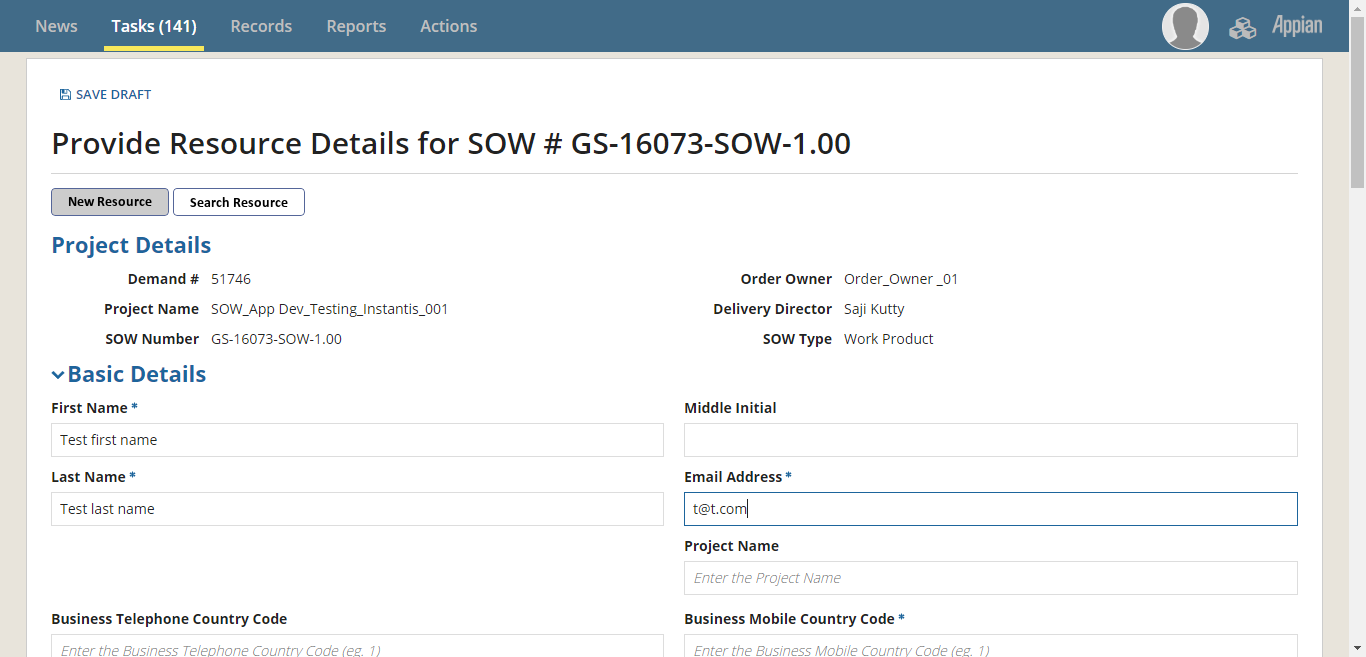 News Tasks (141) Records Reports Actions Appian
SAVE DRAFT
Provide Resource Details for SOW # GS-16073-SOW-1.00
New Resource Search Resource
Project Details
Demand # 51746 Order Owner Order_Owner _01
Project Name SOW_App Dev_Testing_Instantis_001 Delivery Director Saji Kutty
SOW Number GS-16073-SOW-1.00 SOW Type Work Product
Basic Details
First Name * Middle Initial
Test first name
Last Name * Email Address *
Test last name t@t.com
Project Name
Enter the Project Name
Business Telephone Country Code Business Mobile Country Code *
Enter the Business Telephone Country Code (eg. 1) Enter the Business Mobile Country Code (eg. 1)